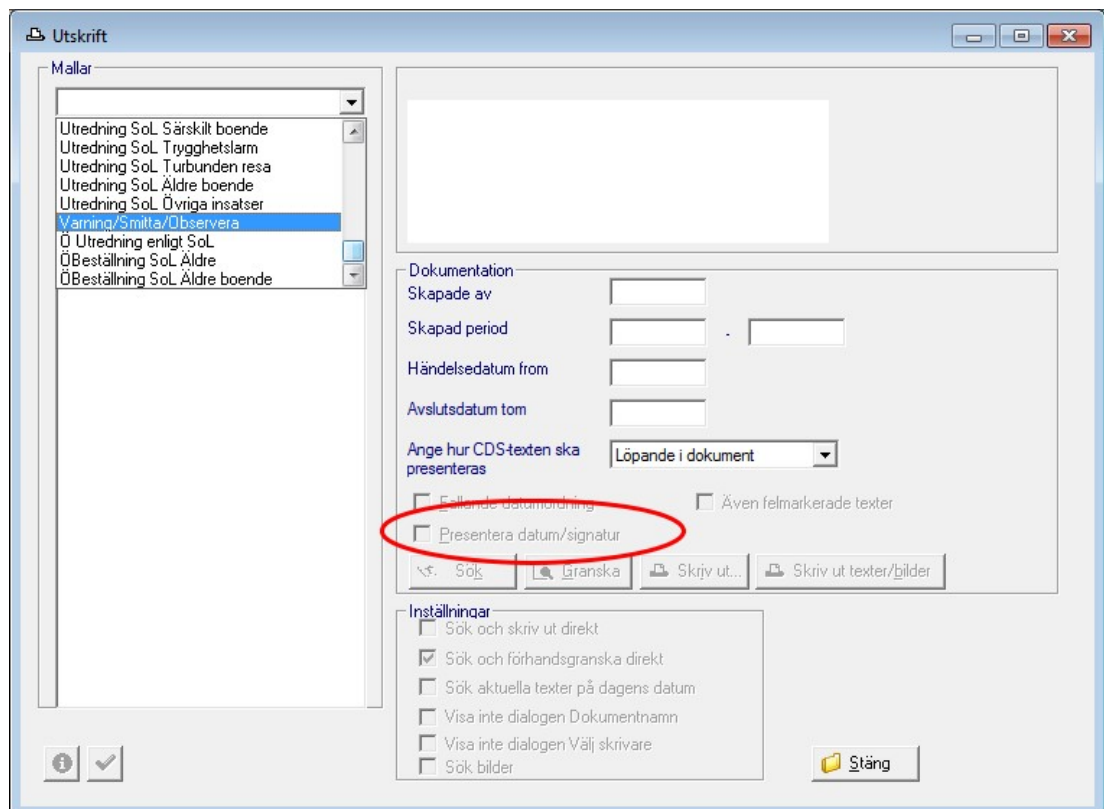 Utskrift
Mallar
Utredning SoL Särskilt boende
Utredning SoL Trygghetslarm
Utredning SoL Turbunden resa
Utredning SoL Äldre boende
Utredning SoL Övriga insatser
Varning/Smitta/Observera
Ö Utredning enligt SoL
ÖBeställning SoL Äldre
ÖBeställning SoL Äldre boende
Dokumentation
Skapade av
Skapad period -
Händelsedatum from
Avslutsdatum tom
Ange hur CDS-texten ska
presenteras
Löpande i dokument
Fallande datumordning Även felmarkerade texter
Presentera datum/signatur
Sök Granska Skriv ut... Skriv ut texter/bilder
Inställningar
Sök och skriv ut direkt
Sök och förhandsgranska direkt
Sök aktuella texter på dagens datum
Visa inte dialogen Dokumentnamn
Visa inte dialogen Välj skrivare
Sök bilder
Stäng